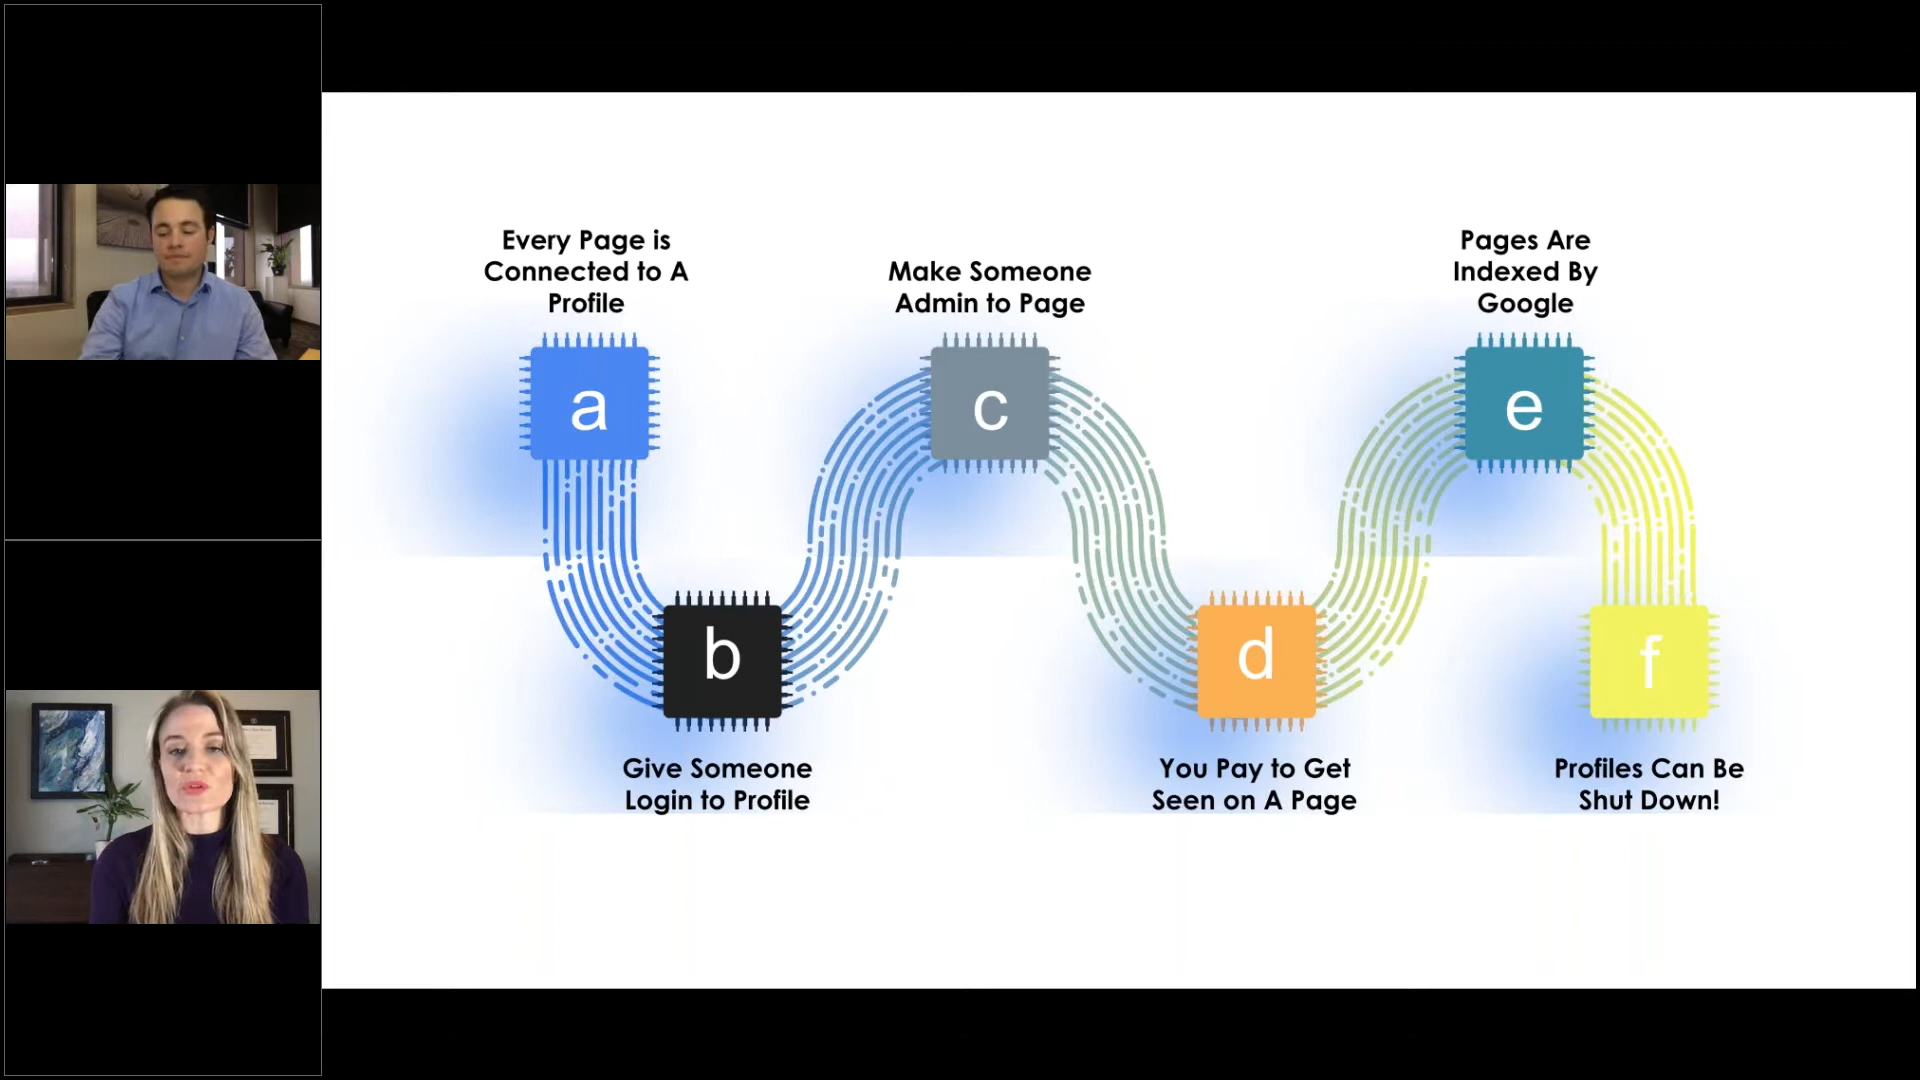 Every Page is
Connected to A
Profile
a
b
Give Someone
Login to Profile
Make Someone
Admin to Page
c
d
You Pay to Get
Seen on A Page
Pages Are
Indexed By
Google
e
f
Profiles Can Be
Shut Down!